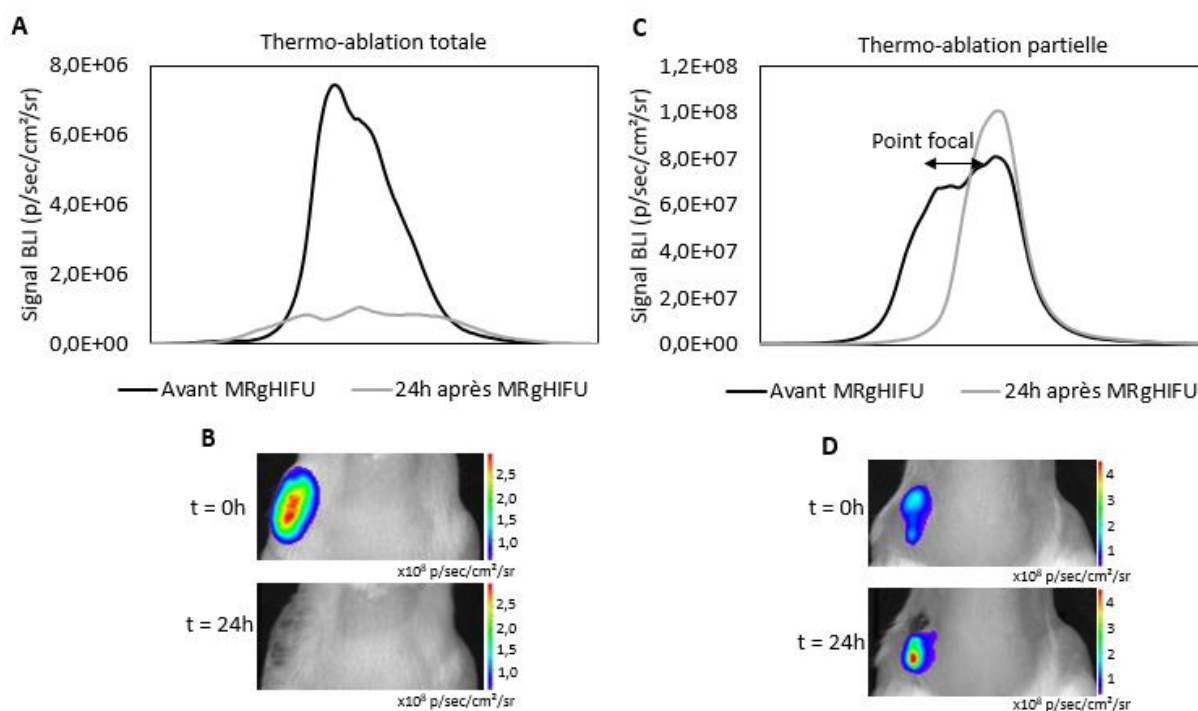 A
Thermo-ablation totale
Signal BLI (p/sec/cm²/sr)
8,0E+06
6,0E+06
4,0E+06
2,0E+06
0,0E+00
Avant MRgHIFU
24h après MRgHIFU
C
Thermo-ablation partielle
Signal BLI (p/sec/cm²/sr)
1,2E+08
1,0E+08
8,0E+07
6,0E+07
4,0E+07
2,0E+07
0,0E+00
Point focal
Avant MRgHIFU
24h après MRgHIFU
B
t = 0h
2,5
2,0
1,5
1,0
x10⁸ p/sec/cm²/sr
t = 24h
2,5
2,0
1,5
1,0
x10⁸ p/sec/cm²/sr
D
t = 0h
4
3
2
1
x10⁸ p/sec/cm²/sr
t = 24h
4
3
2
1
x10⁸ p/sec/cm²/sr